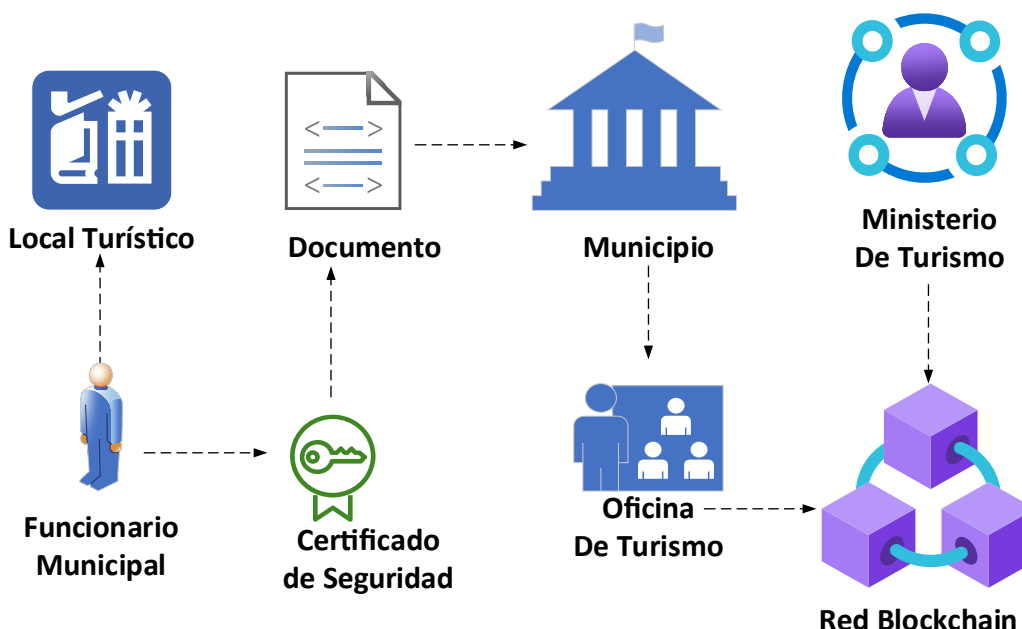 Local Turístico
Documento
Municipio
Ministerio
De Turismo
Funcionario
Municipal
Certificado
de Seguridad
Oficina
De Turismo
Red Blockchain